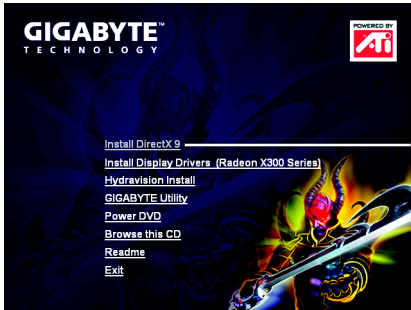 GIGABYTE™
TECHNOLOGY
POWERED BY
ATI
Install DirectX 9
Install Display Drivers (Radeon X300 Series)
Hydravision Install
GIGABYTE Utility
Power DVD
Browse this CD
Readme
Exit